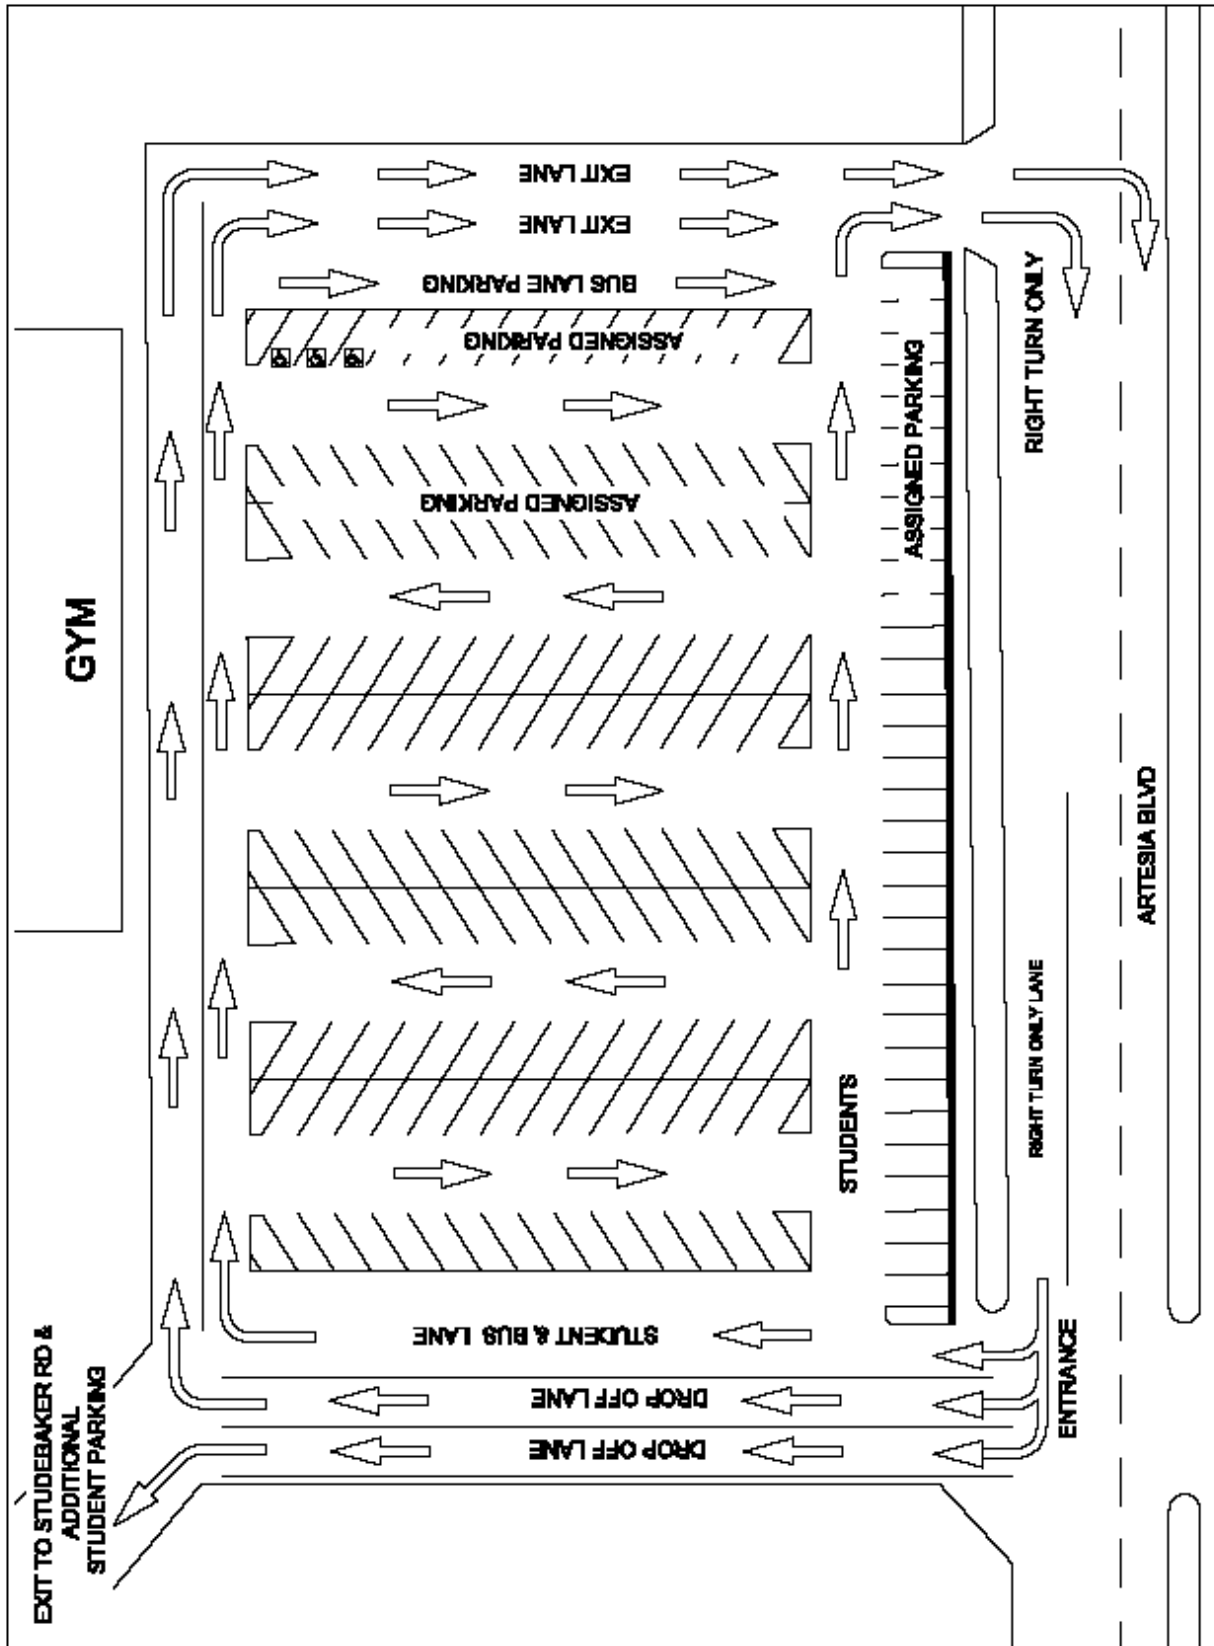 EXIT LANE
EXIT LANE
BUS LANE PARKING
ASSIGNED PARKING
ASSIGNED PARKING
ASSIGNED PARKING
RIGHT TURN ONLY
GYM
ARTESIA BLVD
RIGHT TURN ONLY LANE
STUDENTS
STUDENT & BUS LANE
DROP OFF LANE
DROP OFF LANE
ENTRANCE
EXIT TO STUDEBAKER RD &
ADDITIONAL
STUDENT PARKING